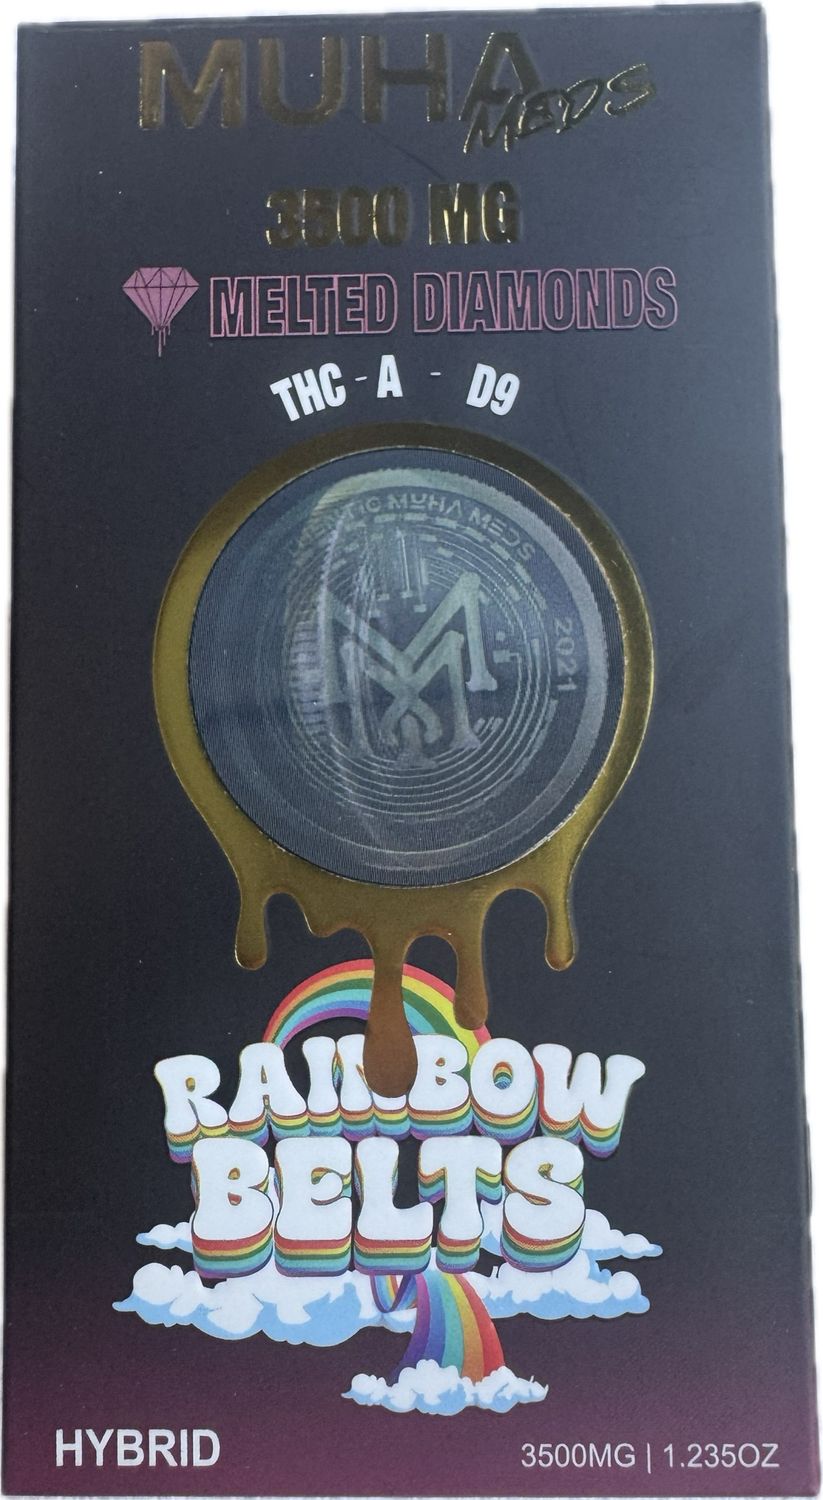 MUHA
MEDS
3500 MG
MELTED DIAMONDS
THC - A - D9
MUHA MEDS
2021
RAINBOW
BELTS
HYBRID
3500MG | 1.235OZ